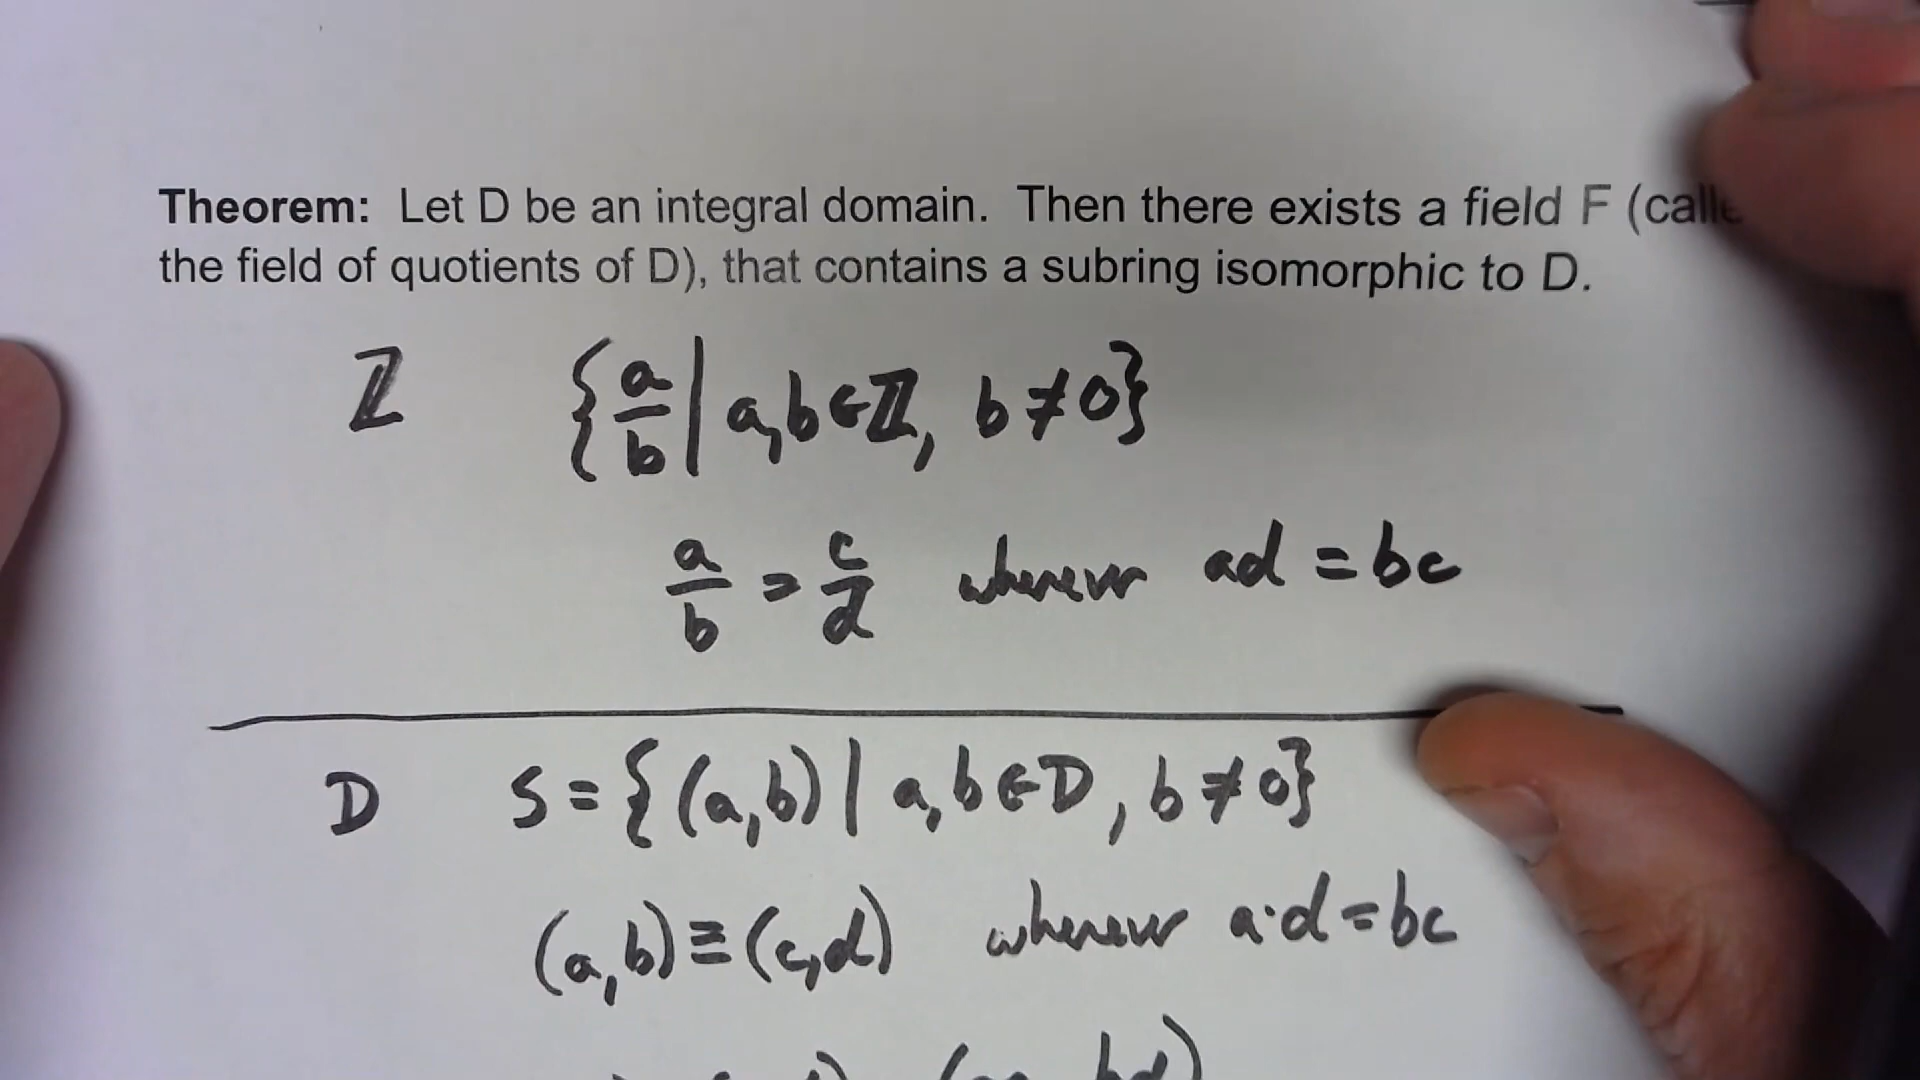 Theorem: Let D be an integral domain. Then there exists a field F (calle
the field of quotients of D), that contains a subring isomorphic to D.
ℤ {a/b | a,b∈ℤ, b≠0}
a/b = c/d whenever ad = bc
D S = {(a,b) | a,b∈D, b≠0}
(a,b) ≡ (c,d) whenever a·d = bc